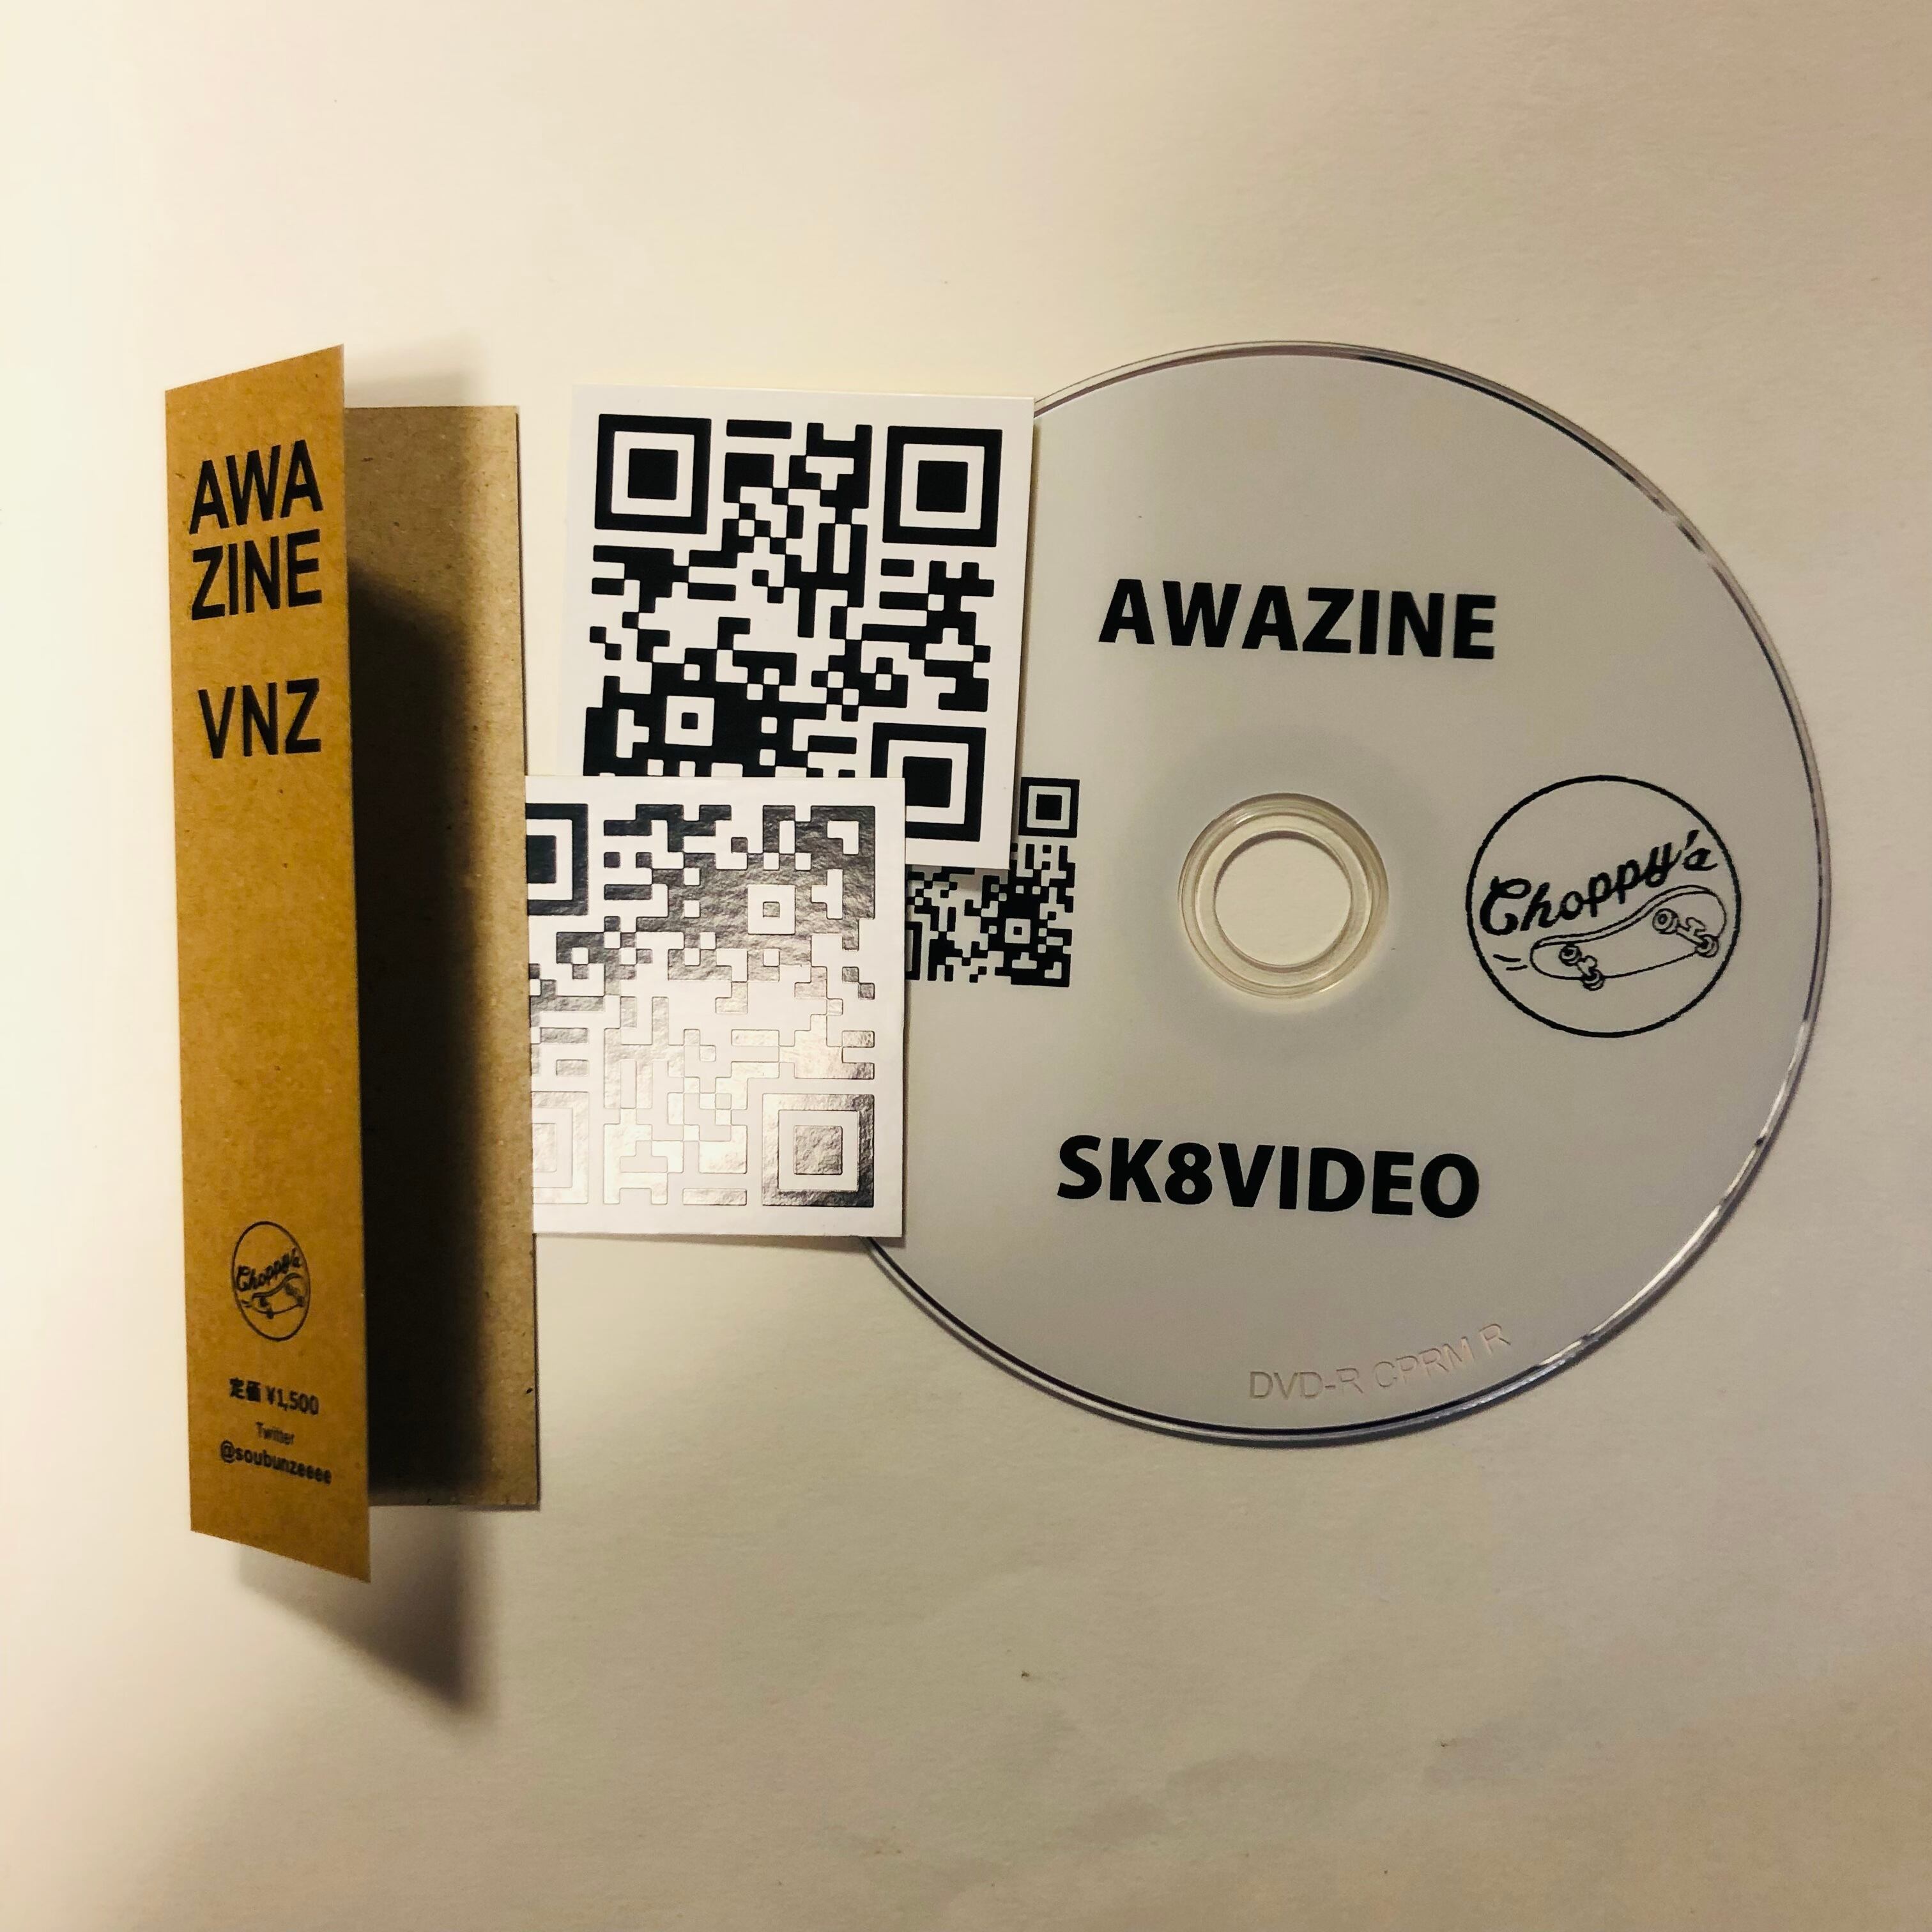 AWA
ZINE
VNZ
Choppy'a
定価 ¥1,500
Twitter
@soubunzeeee
AWAZINE
Choppy'a
SK8VIDEO
DVD-R CPRM R